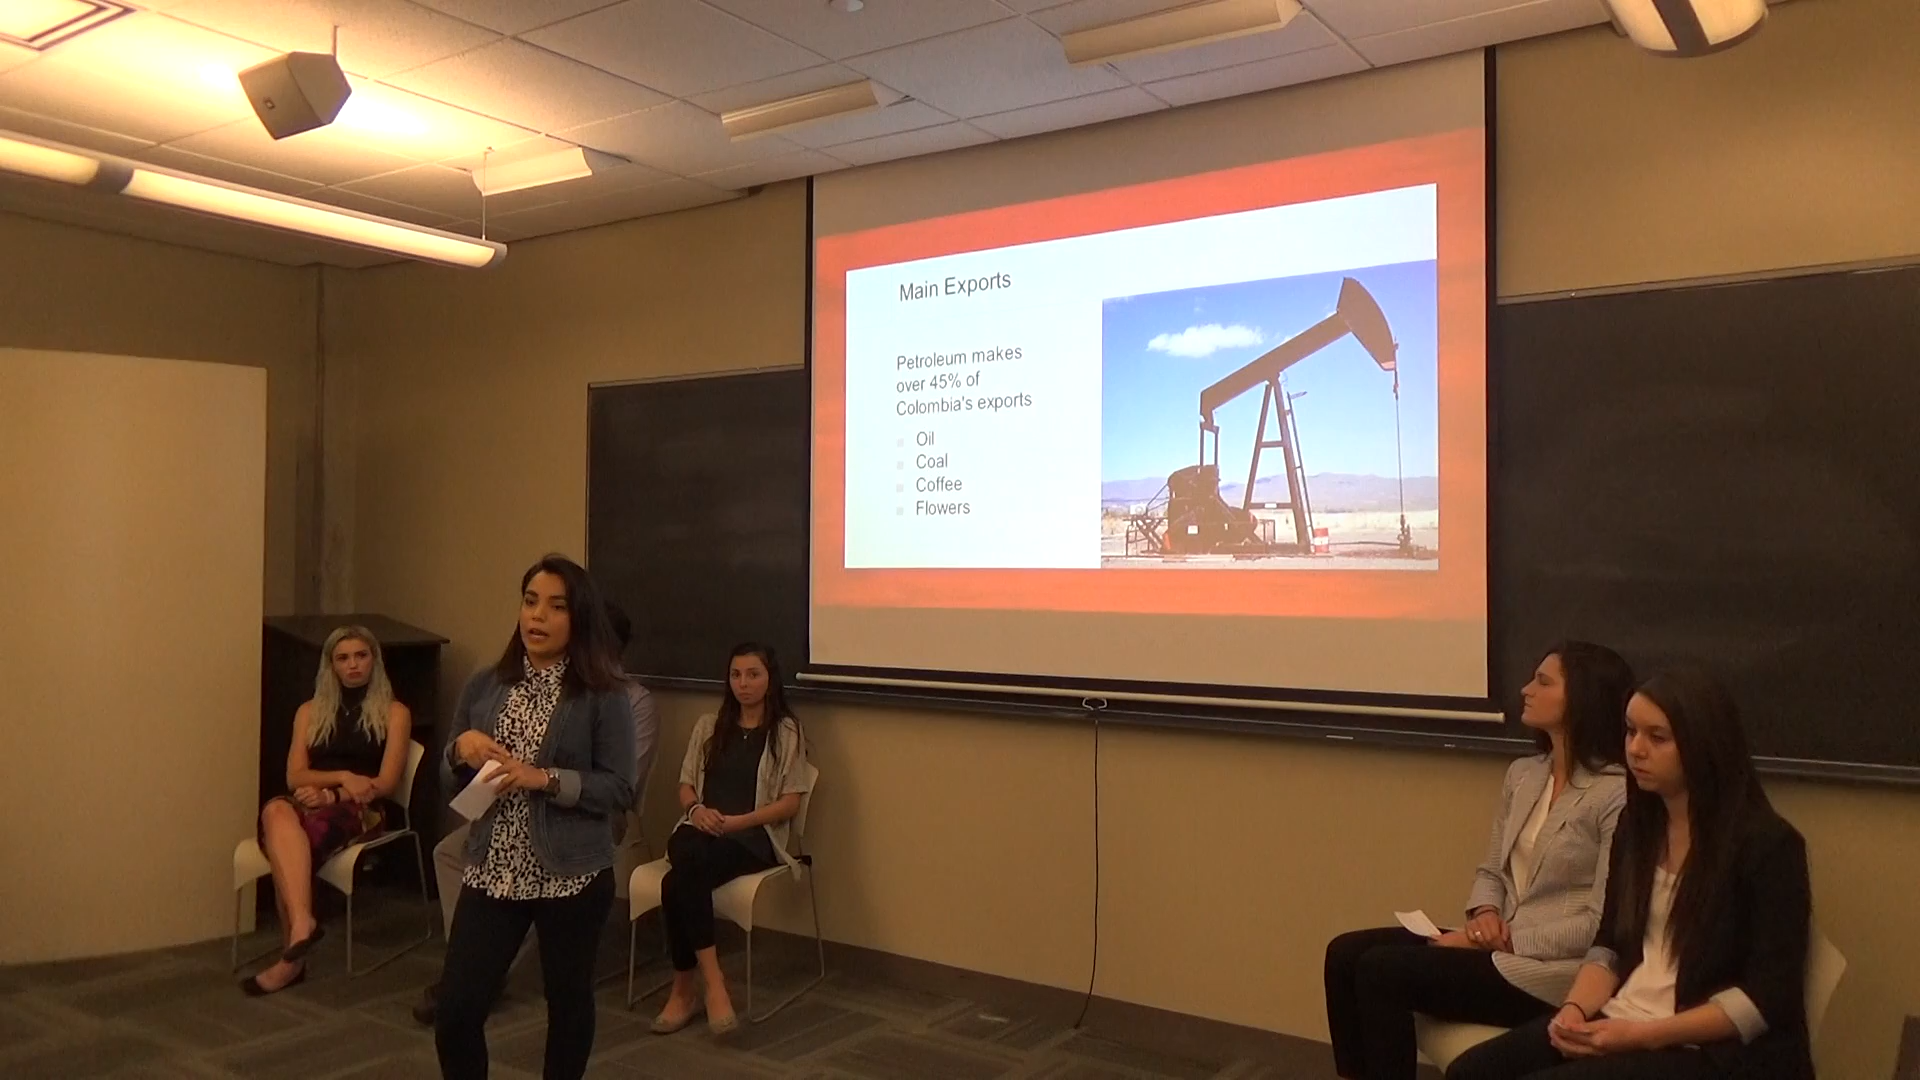 Main Exports
Petroleum makes
over 45% of
Colombia's exports
Oil
Coal
Coffee
Flowers